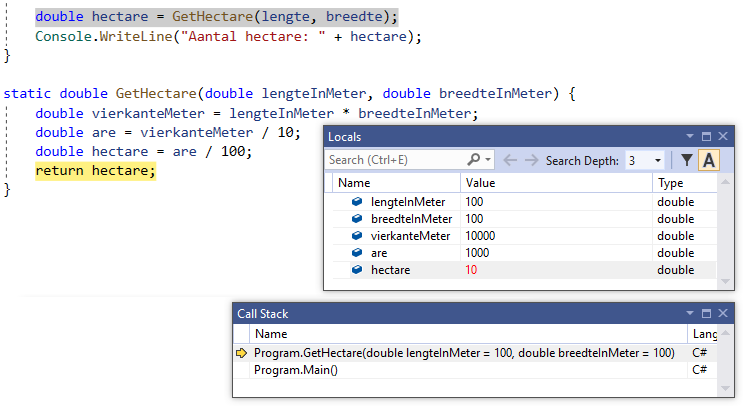 double hectare = GetHectare(lengte, breedte);
Console.WriteLine("Aantal hectare: " + hectare);
}
static double GetHectare(double lengteInMeter, double breedteInMeter) {
double vierkanteMeter = lengteInMeter * breedteInMeter;
double are = vierkanteMeter / 10;
double hectare = are / 100;
return hectare;
}
Locals
Search (Ctrl+E) Search Depth: 3 A
Name Value Type
lengteInMeter 100 double
breedteInMeter 100 double
vierkanteMeter 10000 double
are 1000 double
hectare 10 double
Call Stack
Name Lang
Program.GetHectare(double lengteInMeter = 100, double breedteInMeter = 100) C#
Program.Main() C#